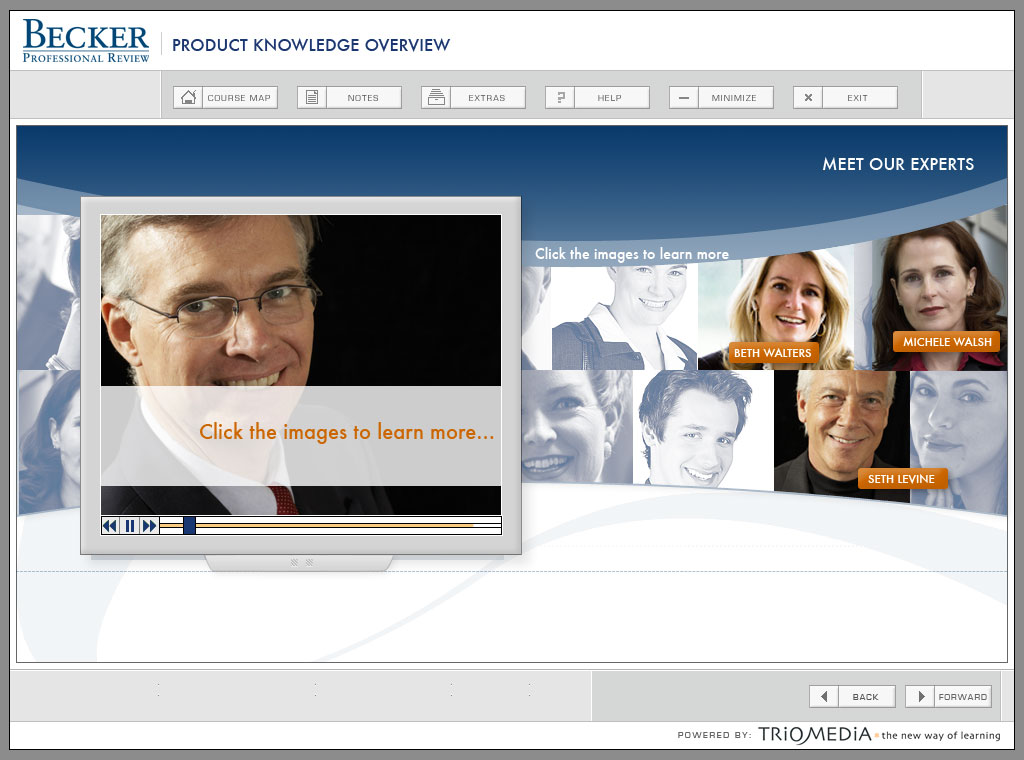 BECKER
PROFESSIONAL REVIEW
PRODUCT KNOWLEDGE OVERVIEW
COURSE MAP
NOTES
EXTRAS
HELP
MINIMIZE
EXIT
MEET OUR EXPERTS
Click the images to learn more
BETH WALTERS
MICHELE WALSH
Click the images to learn more...
SETH LEVINE
BACK
FORWARD
POWERED BY: TRIOMEDIA the new way of learning